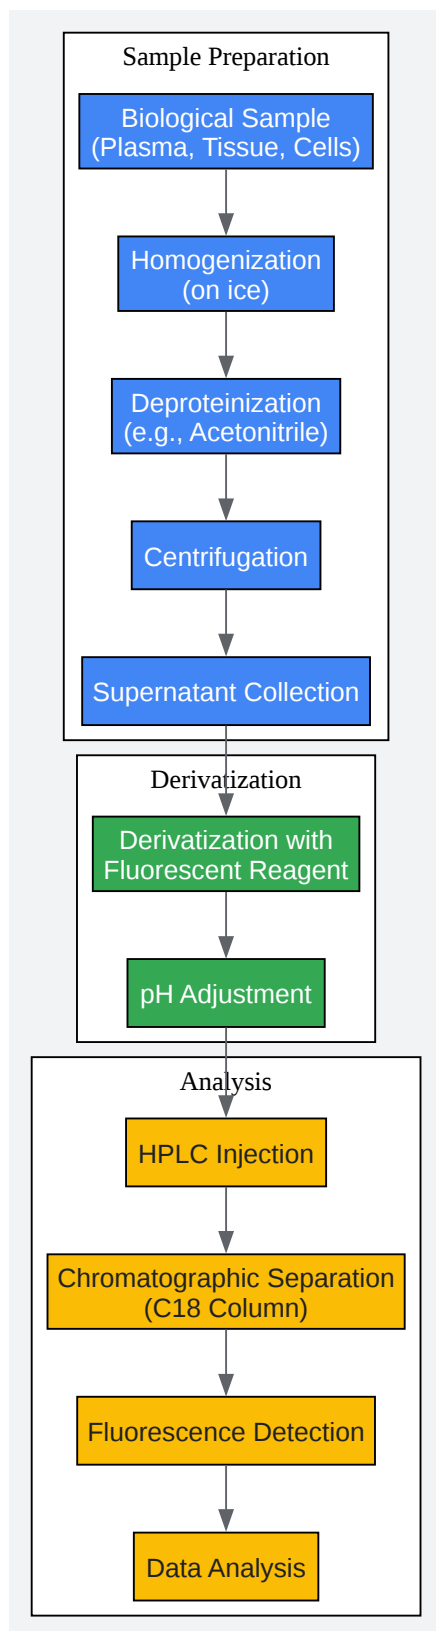 Sample Preparation
Biological Sample
(Plasma, Tissue, Cells)
Homogenization
(on ice)
Deproteinization
(e.g., Acetonitrile)
Centrifugation
Supernatant Collection
Derivatization
Derivatization with
Fluorescent Reagent
pH Adjustment
Analysis
HPLC Injection
Chromatographic Separation
(C18 Column)
Fluorescence Detection
Data Analysis